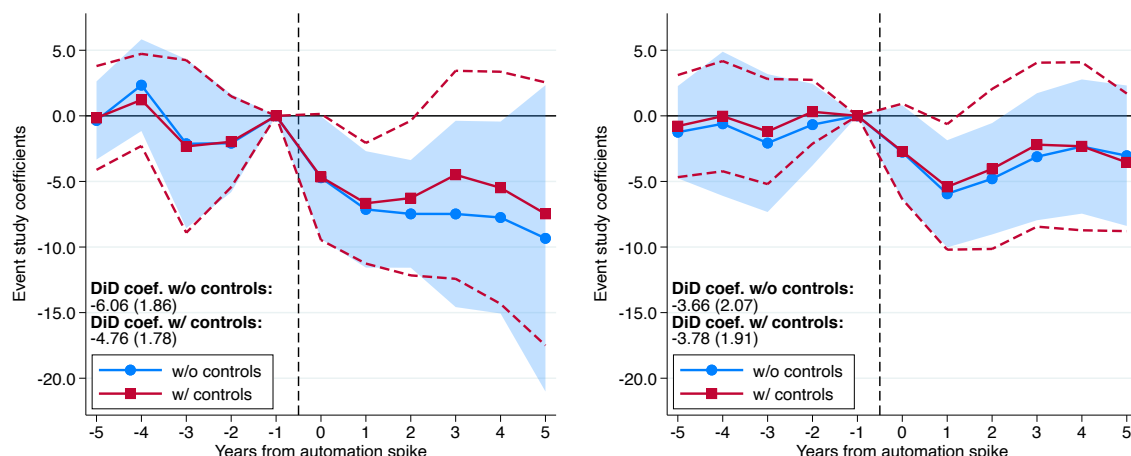 5.0
0.0
-5.0
-10.0
-15.0
-20.0
Event study coefficients
DiD coef. w/o controls:
-6.06 (1.86)
DiD coef. w/ controls:
-4.76 (1.78)
w/o controls
w/ controls
-5 -4 -3 -2 -1 0 1 2 3 4 5
Years from automation spike
5.0
0.0
-5.0
-10.0
-15.0
-20.0
Event study coefficients
DiD coef. w/o controls:
-3.66 (2.07)
DiD coef. w/ controls:
-3.78 (1.91)
w/o controls
w/ controls
-5 -4 -3 -2 -1 0 1 2 3 4 5
Years from automation spike